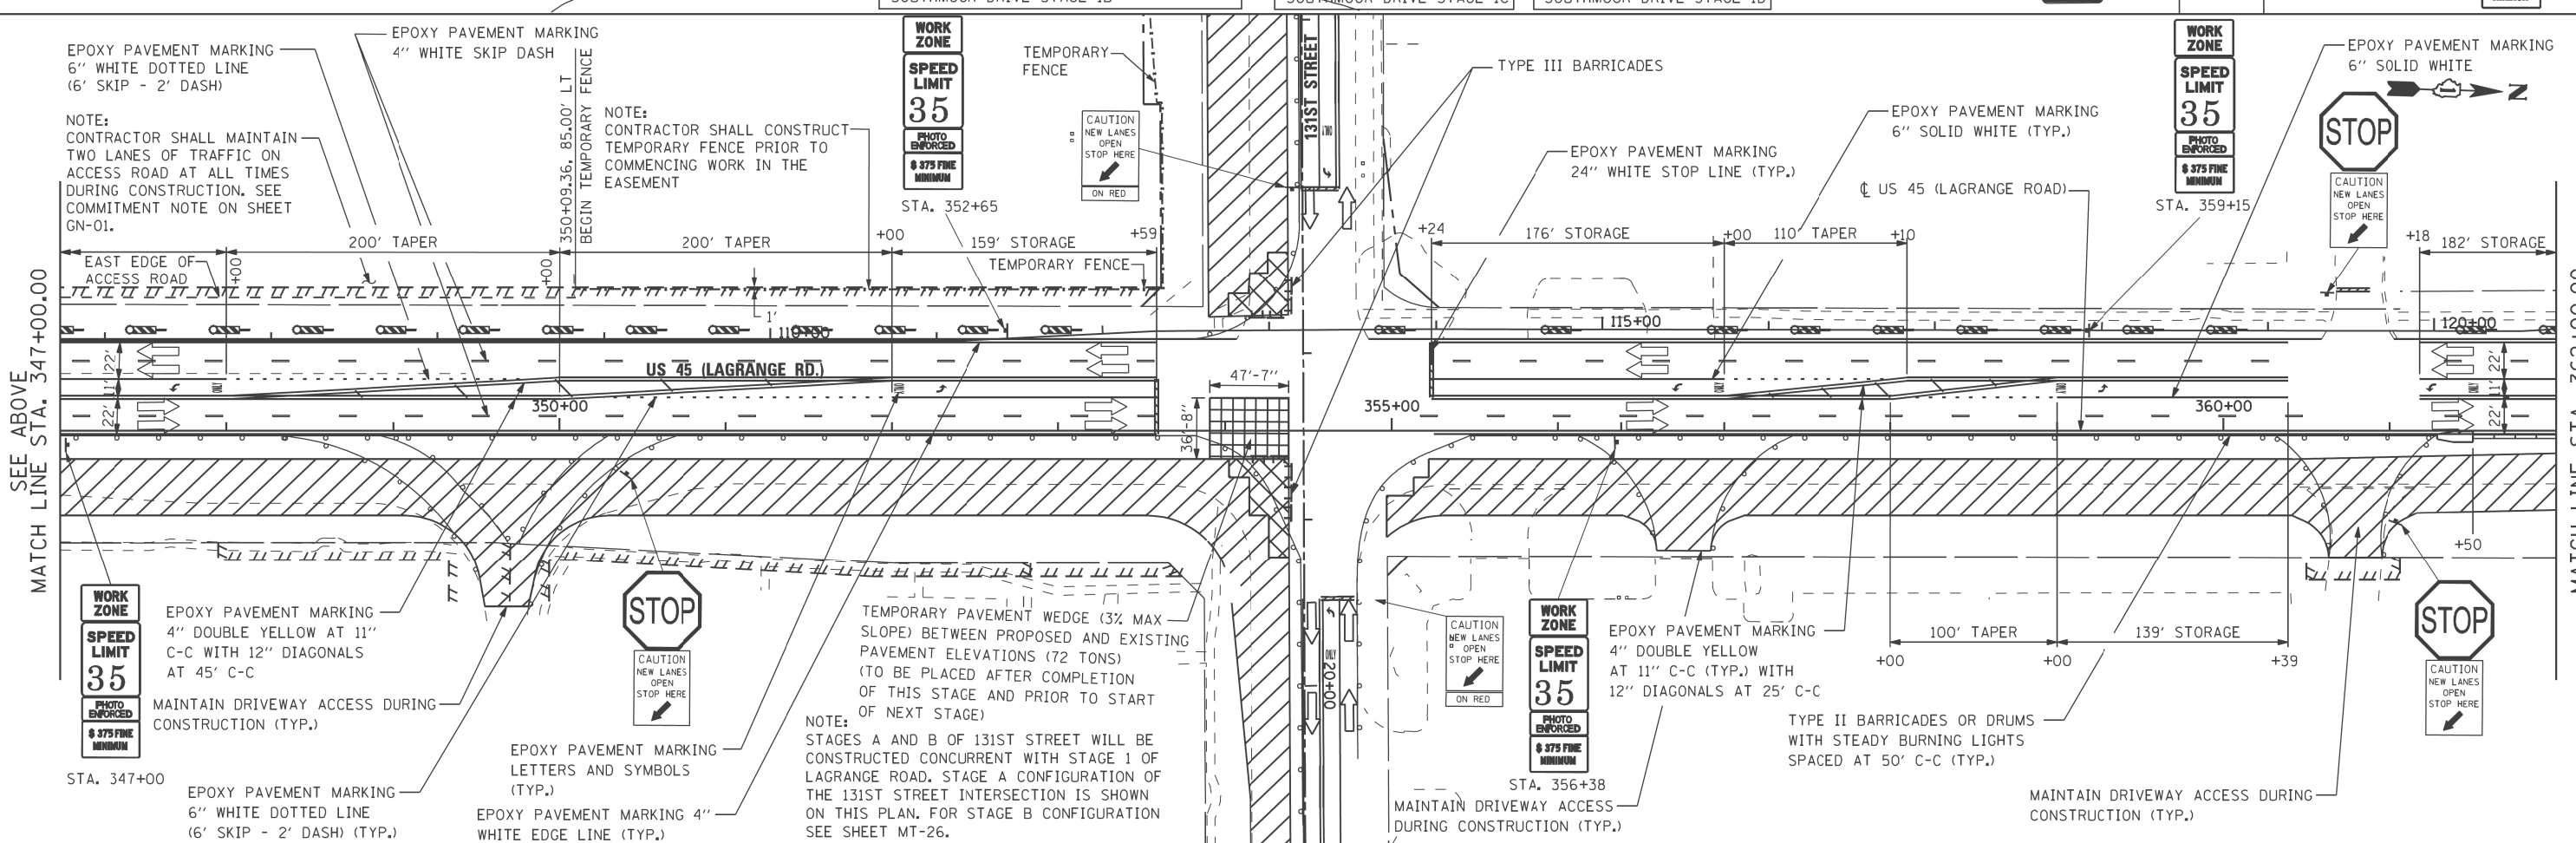 EPOXY PAVEMENT MARKING
6" WHITE DOTTED LINE
(6' SKIP - 2' DASH)
NOTE:
CONTRACTOR SHALL MAINTAIN
TWO LANES OF TRAFFIC ON
ACCESS ROAD AT ALL TIMES
DURING CONSTRUCTION. SEE
COMMITMENT NOTE ON SHEET
GN-01.
EPOXY PAVEMENT MARKING
4" WHITE SKIP DASH
350+09.36, 85.00' LT
BEGIN TEMPORARY FENCE
NOTE:
CONTRACTOR SHALL CONSTRUCT
TEMPORARY FENCE PRIOR TO
COMMENCING WORK IN THE
EASEMENT
WORK
ZONE
SPEED
LIMIT
35
PHOTO
ENFORCED
$375 FINE
MINIMUM
STA. 352+65
TEMPORARY
FENCE
CAUTION
NEW LANES
OPEN
STOP HERE
ON RED
131ST STREET
TYPE III BARRICADES
EPOXY PAVEMENT MARKING
24" WHITE STOP LINE (TYP.)
EPOXY PAVEMENT MARKING
6" SOLID WHITE (TYP.)
℄ US 45 (LAGRANGE ROAD)
WORK
ZONE
SPEED
LIMIT
35
PHOTO
ENFORCED
$375 FINE
MINIMUM
STA. 359+15
EPOXY PAVEMENT MARKING
6" SOLID WHITE
N
STOP
CAUTION
NEW LANES
OPEN
STOP HERE
200' TAPER
200' TAPER
+00
159' STORAGE
+59
+24
176' STORAGE
+00
110' TAPER
+10
+18
182' STORAGE
EAST EDGE OF
ACCESS ROAD
+00
+00
TEMPORARY FENCE
1'
110+00
115+00
120+00
SEE ABOVE
MATCH LINE STA. 347+00.00
22'
11'
22'
ONLY
US 45 (LAGRANGE RD.)
350+00
47'-7"
36'-8"
355+00
ONLY
360+00
ONLY
22'
11'
22'
+50
WORK
ZONE
SPEED
LIMIT
35
PHOTO
ENFORCED
$375 FINE
MINIMUM
STA. 347+00
EPOXY PAVEMENT MARKING
4" DOUBLE YELLOW AT 11"
C-C WITH 12" DIAGONALS
AT 45' C-C
MAINTAIN DRIVEWAY ACCESS DURING
CONSTRUCTION (TYP.)
EPOXY PAVEMENT MARKING
6" WHITE DOTTED LINE
(6' SKIP - 2' DASH) (TYP.)
STOP
CAUTION
NEW LANES
OPEN
STOP HERE
EPOXY PAVEMENT MARKING
LETTERS AND SYMBOLS
(TYP.)
EPOXY PAVEMENT MARKING 4"
WHITE EDGE LINE (TYP.)
TEMPORARY PAVEMENT WEDGE (3% MAX
SLOPE) BETWEEN PROPOSED AND EXISTING
PAVEMENT ELEVATIONS (72 TONS)
(TO BE PLACED AFTER COMPLETION
OF THIS STAGE AND PRIOR TO START
OF NEXT STAGE)
NOTE:
STAGES A AND B OF 131ST STREET WILL BE
CONSTRUCTED CONCURRENT WITH STAGE 1 OF
LAGRANGE ROAD. STAGE A CONFIGURATION OF
THE 131ST STREET INTERSECTION IS SHOWN
ON THIS PLAN. FOR STAGE B CONFIGURATION
SEE SHEET MT-26.
ONLY
20+00
CAUTION
NEW LANES
OPEN
STOP HERE
ON RED
WORK
ZONE
SPEED
LIMIT
35
PHOTO
ENFORCED
$375 FINE
MINIMUM
STA. 356+38
MAINTAIN DRIVEWAY ACCESS
DURING CONSTRUCTION (TYP.)
EPOXY PAVEMENT MARKING
4" DOUBLE YELLOW
AT 11" C-C (TYP.) WITH
12" DIAGONALS AT 25' C-C
100' TAPER
139' STORAGE
+00
+00
+39
TYPE II BARRICADES OR DRUMS
WITH STEADY BURNING LIGHTS
SPACED AT 50' C-C (TYP.)
MAINTAIN DRIVEWAY ACCESS DURING
CONSTRUCTION (TYP.)
STOP
CAUTION
NEW LANES
OPEN
STOP HERE